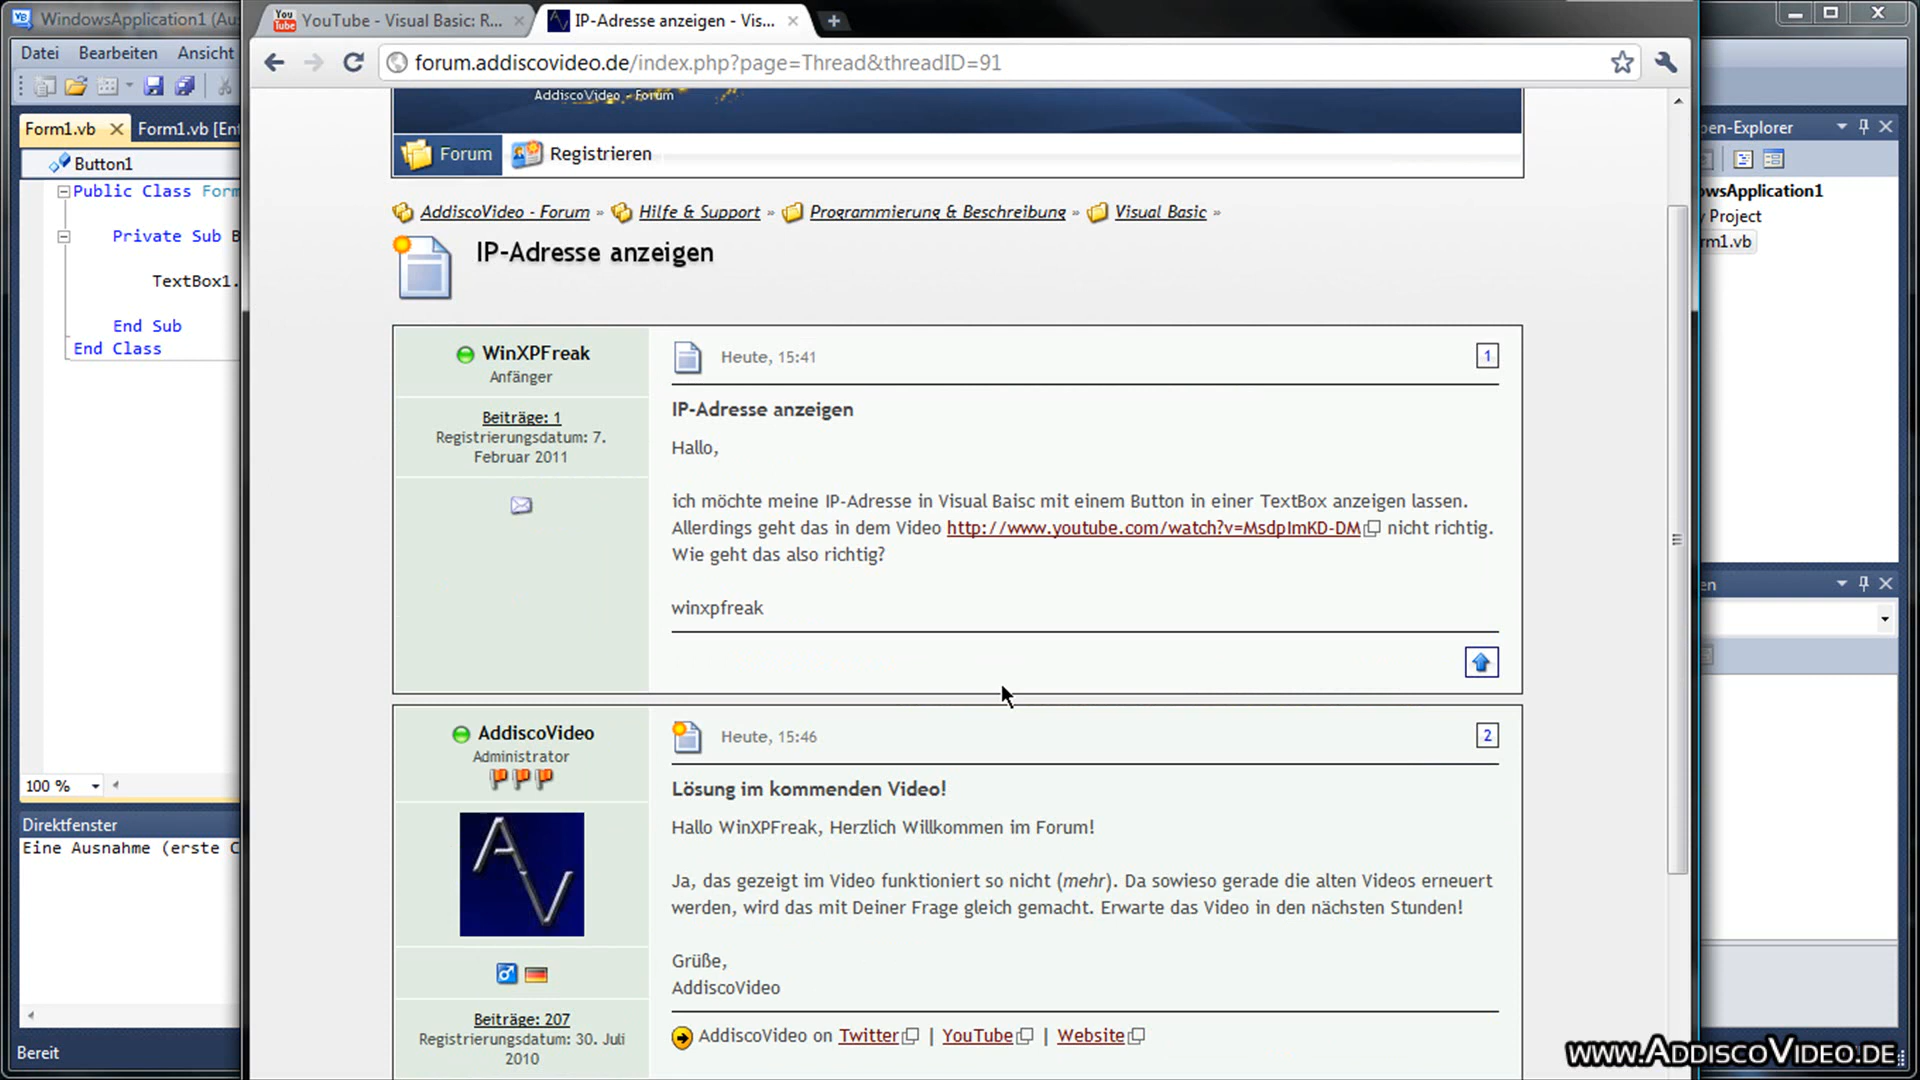 WindowsApplication1 (Au
Datei Bearbeiten Ansicht
Form1.vb Form1.vb [Ent
Button1
Public Class Form
Private Sub B
TextBox1.
End Sub
End Class
100 %
Direktfenster
Eine Ausnahme (erste C
Bereit
You Tube YouTube - Visual Basic: R...
IP-Adresse anzeigen - Vis...
forum.addiscovideo.de/index.php?page=Thread&threadID=91
AddiscoVideo - Forum
Forum Registrieren
AddiscoVideo - Forum » Hilfe & Support » Programmierung & Beschreibung » Visual Basic »
IP-Adresse anzeigen
WinXPFreak
Anfänger
Beiträge: 1
Registrierungsdatum: 7.
Februar 2011
Heute, 15:41
1
IP-Adresse anzeigen
Hallo,
ich möchte meine IP-Adresse in Visual Baisc mit einem Button in einer TextBox anzeigen lassen.
Allerdings geht das in dem Video http://www.youtube.com/watch?v=MsdpImKD-DM nicht richtig.
Wie geht das also richtig?
winxpfreak
AddiscoVideo
Administrator
AV
Beiträge: 207
Registrierungsdatum: 30. Juli
2010
Heute, 15:46
2
Lösung im kommenden Video!
Hallo WinXPFreak, Herzlich Willkommen im Forum!
Ja, das gezeigt im Video funktioniert so nicht (mehr). Da sowieso gerade die alten Videos erneuert
werden, wird das mit Deiner Frage gleich gemacht. Erwarte das Video in den nächsten Stunden!
Grüße,
AddiscoVideo
AddiscoVideo on Twitter | YouTube | Website
pen-Explorer
owsApplication1
y Project
rm1.vb
en
www.AddiscoVideo.de